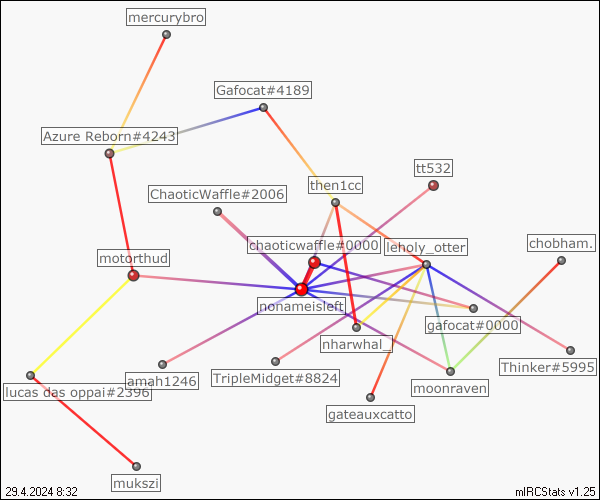 mercurybro
Gafocat#4189
Azure Reborn#4243
tt532
then1cc
ChaoticWaffle#2006
chaoticwaffle#0000
leholy_otter
chobham.
motorthud
nonameisleft
gafocat#0000
nharwhal_
Thinker#5995
TripleMidget#8824
amah1246
moonraven
lucas das oppai#2396
gateauxcatto
mukszi
29.4.2024 8:32
mIRCStats v1.25